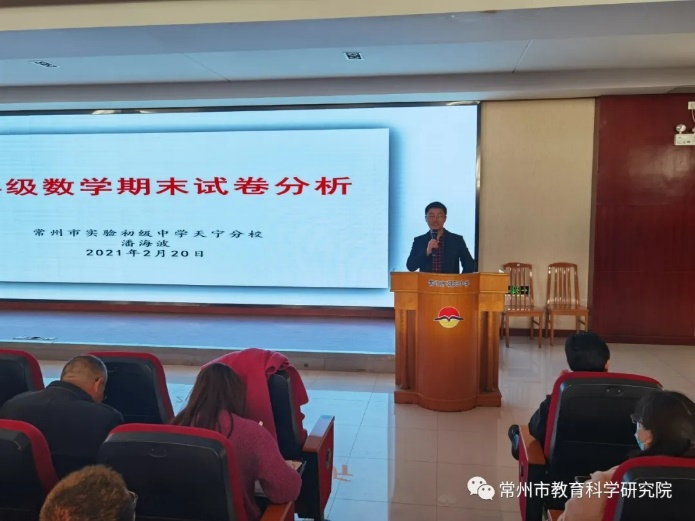 级数学期末试卷分析
常州市实验初级中学天宁分校
潘海波
2021年2月20日
常州市教育科学研究院